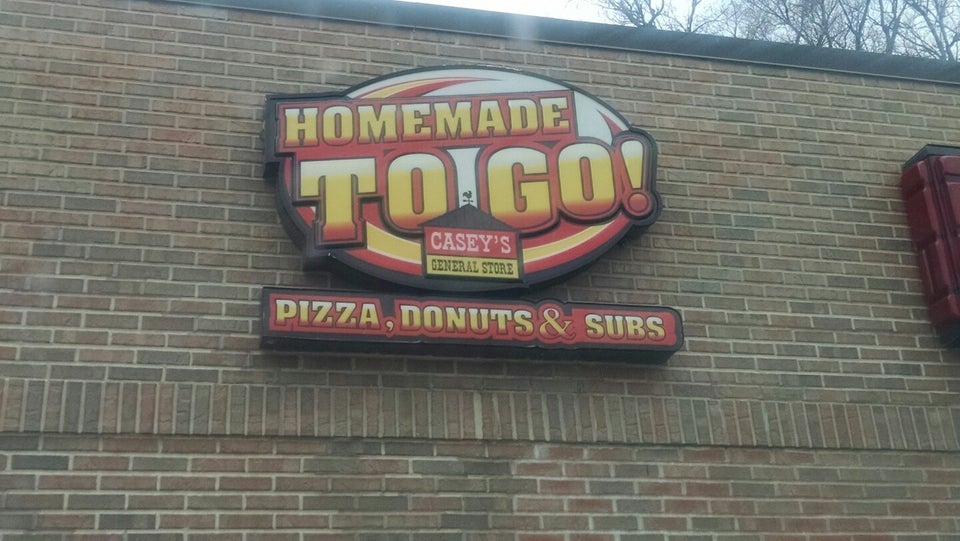 HOMEMADE
TO GO!
CASEY'S
GENERAL STORE
PIZZA, DONUTS & SUBS